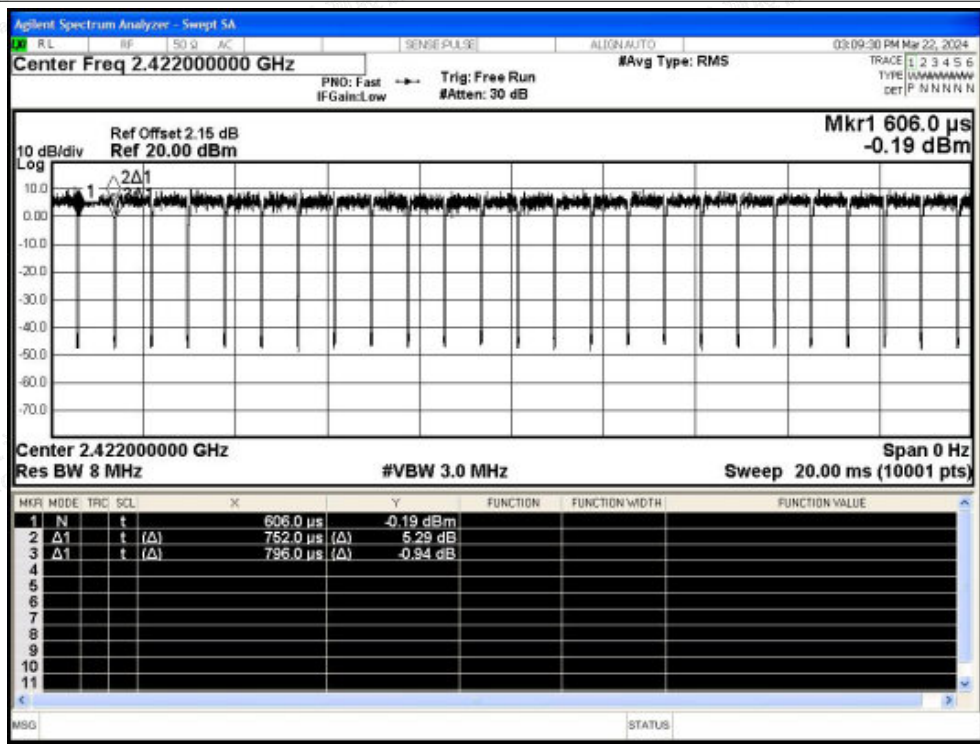 Agilent Spectrum Analyzer - Swept SA
RL RF 50 Ω AC SENSE:PULSE ALIGN AUTO 03:09:30 PM Mar 22, 2024
Center Freq 2.422000000 GHz #Avg Type: RMS TRACE 1 2 3 4 5 6
PNO: Fast Trig: Free Run TYPE
IFGain:Low #Atten: 30 dB DET P N N N N N
Mkr1 606.0 µs
Ref Offset 2.15 dB
10 dB/div Ref 20.00 dBm -0.19 dBm
Log
10.0
1 2Δ1
0.00
-10.0
-20.0
-30.0
-40.0
-50.0
-60.0
-70.0
Center 2.422000000 GHz Span 0 Hz
Res BW 8 MHz #VBW 3.0 MHz Sweep 20.00 ms (10001 pts)
MKR MODE TRC SCL X Y FUNCTION FUNCTION WIDTH FUNCTION VALUE
1 N t 606.0 µs -0.19 dBm
2 Δ1 t (Δ) 752.0 µs (Δ) 5.29 dB
3 Δ1 t (Δ) 796.0 µs (Δ) -0.94 dB
4
5
6
7
8
9
10
11
MSG STATUS